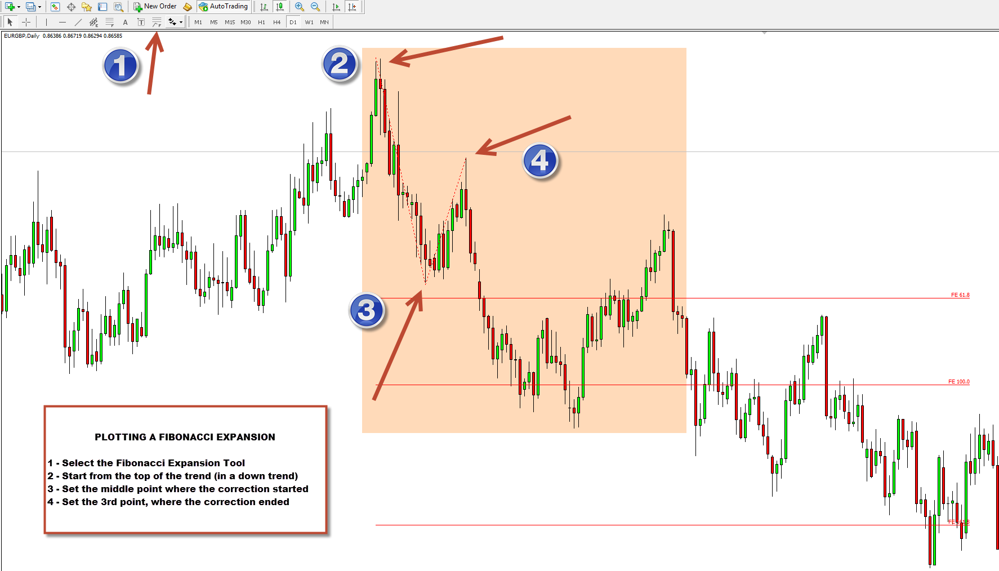 New Order AutoTrading
A T M1 M5 M15 M30 H1 H4 D1 W1 MN
EURGBP,Daily 0.86386 0.86719 0.86294 0.86585
1
2
4
3
FE 61.8
FE 100.0
FE 161.8
PLOTTING A FIBONACCI EXPANSION
1 - Select the Fibonacci Expansion Tool
2 - Start from the top of the trend (in a down trend)
3 - Set the middle point where the correction started
4 - Set the 3rd point, where the correction ended